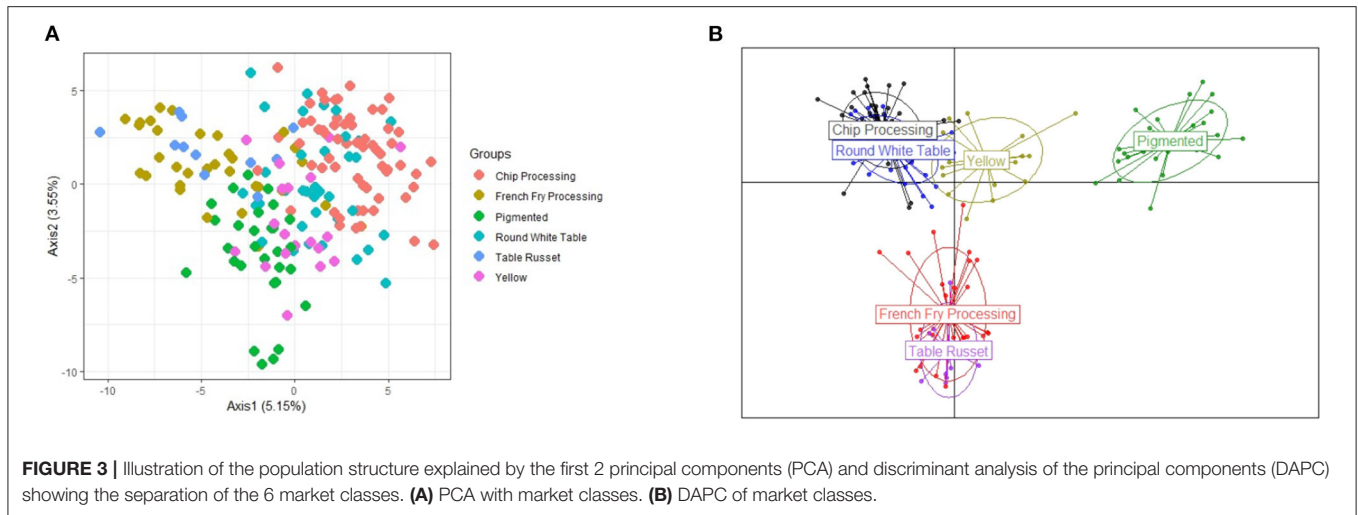 A
B
5
0
-5
-10
Axis2 (3.55%)
-10
-5
0
5
Axis1 (5.15%)
Groups
Chip Processing
French Fry Processing
Pigmented
Round White Table
Table Russet
Yellow
Chip Processing
Round White Table
Yellow
Pigmented
French Fry Processing
Table Russet
FIGURE 3 | Illustration of the population structure explained by the first 2 principal components (PCA) and discriminant analysis of the principal components (DAPC)
showing the separation of the 6 market classes. (A) PCA with market classes. (B) DAPC of market classes.